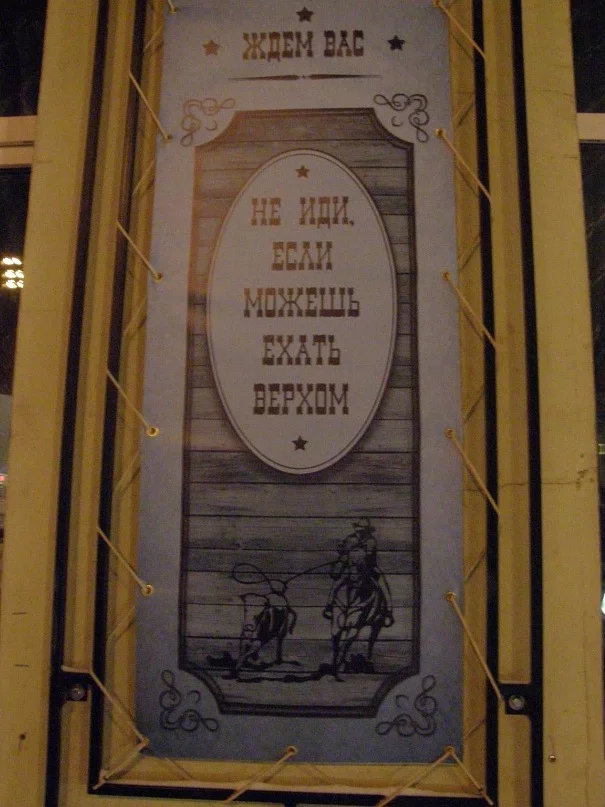 ЖДЕМ ВАС
НЕ ИДИ,
ЕСЛИ
МОЖЕШЬ
ЕХАТЬ
ВЕРХОМ